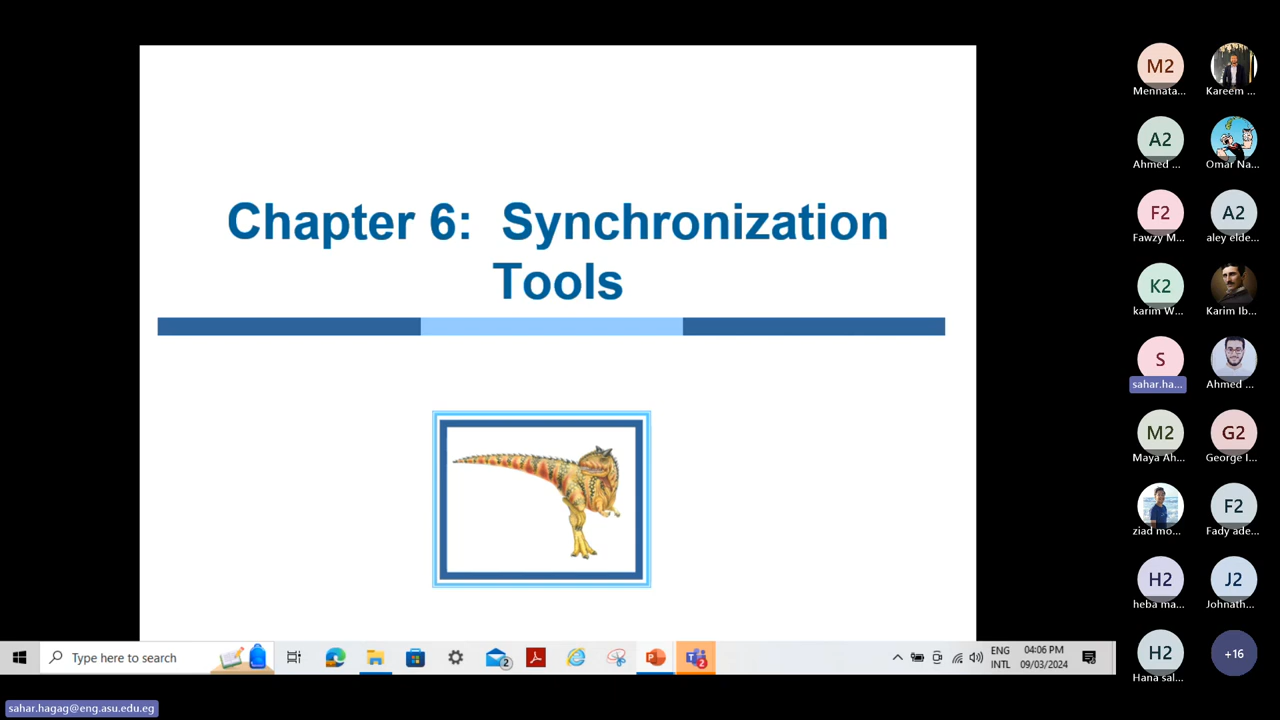 Chapter 6: Synchronization
Tools
M2
Mennata...
Kareem ...
A2
Ahmed ...
Omar Na...
F2
Fawzy M...
A2
aley elde...
K2
karim W...
Karim Ib...
S
sahar.ha...
Ahmed ...
M2
Maya Ah...
G2
George I...
ziad mo...
F2
Fady ade...
H2
heba ma...
J2
Johnath...
H2
Hana sal...
+16
Type here to search
2
2
ENG
INTL
04:06 PM
09/03/2024
sahar.hagag@eng.asu.edu.eg